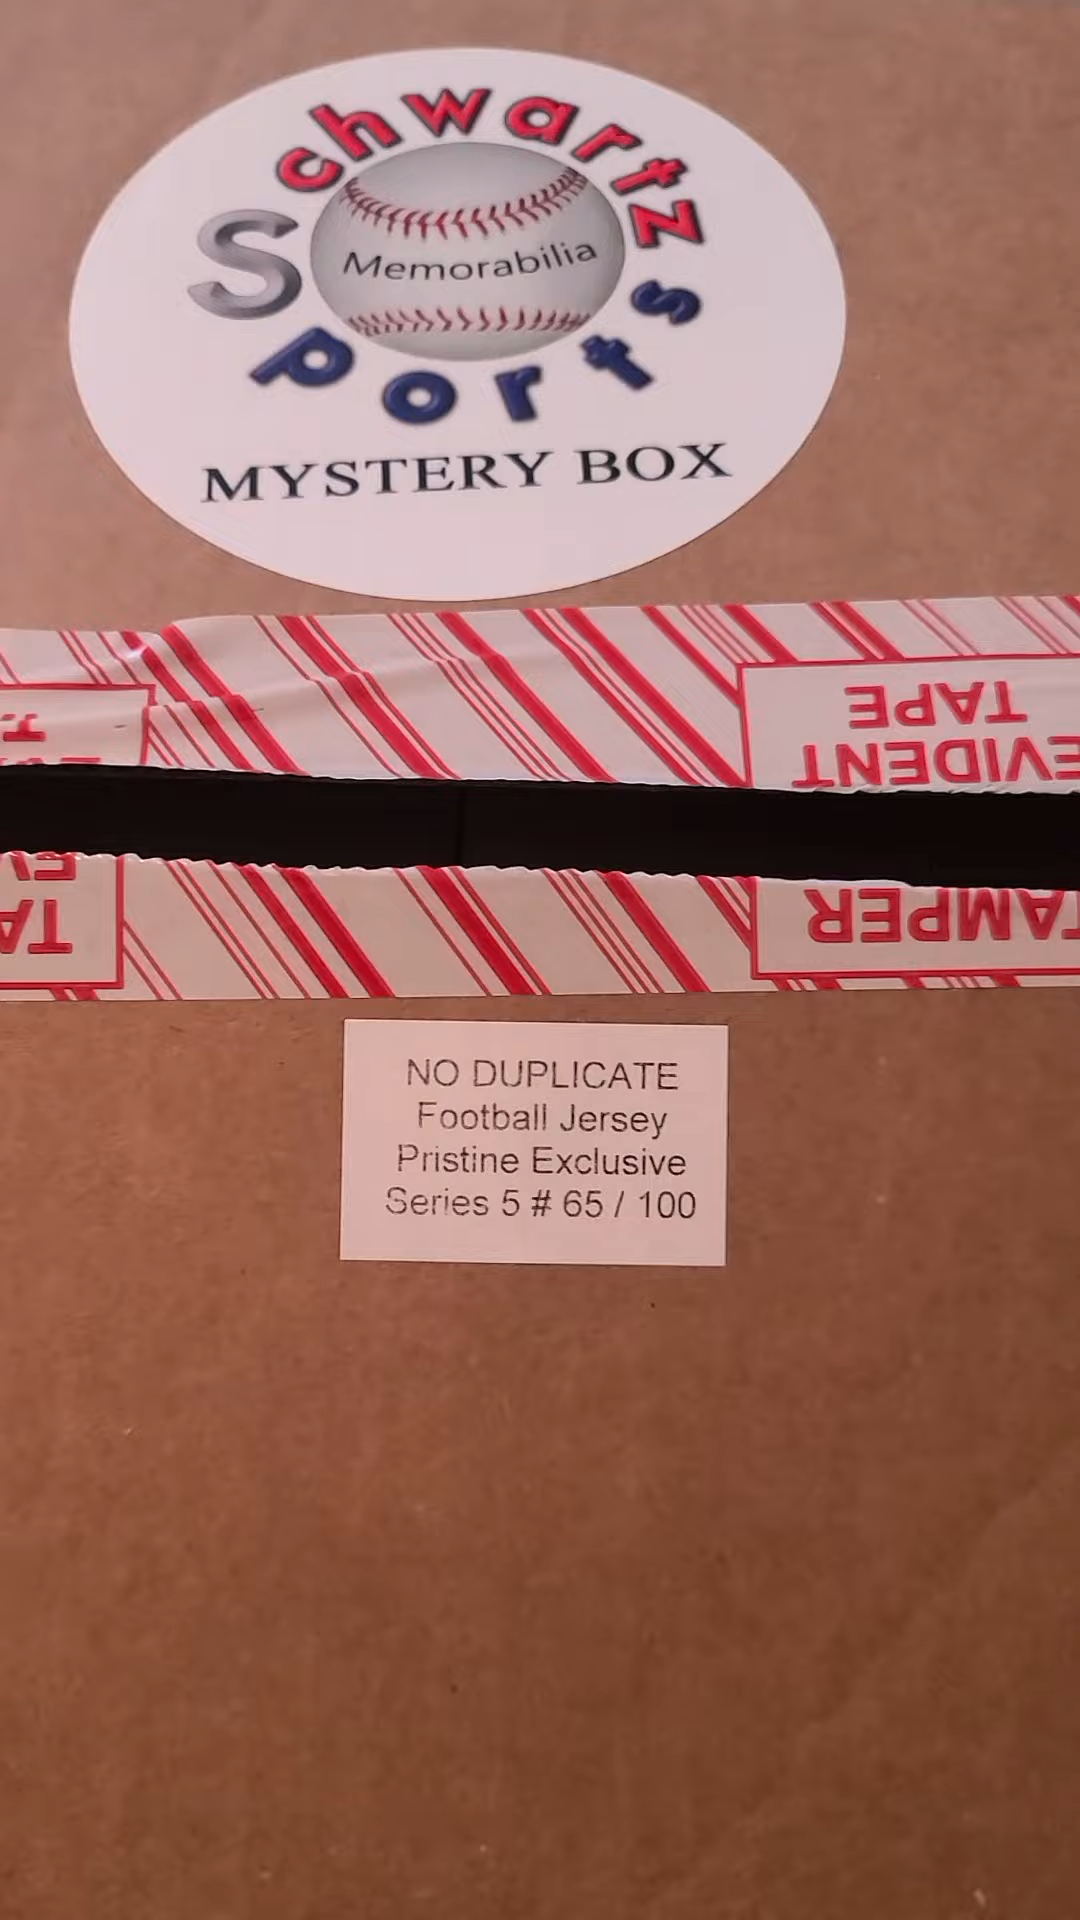 Schwartz
Memorabilia
Sports
MYSTERY BOX
TAPE
EVIDENT
TAMPER
NO DUPLICATE
Football Jersey
Pristine Exclusive
Series 5 # 65 / 100